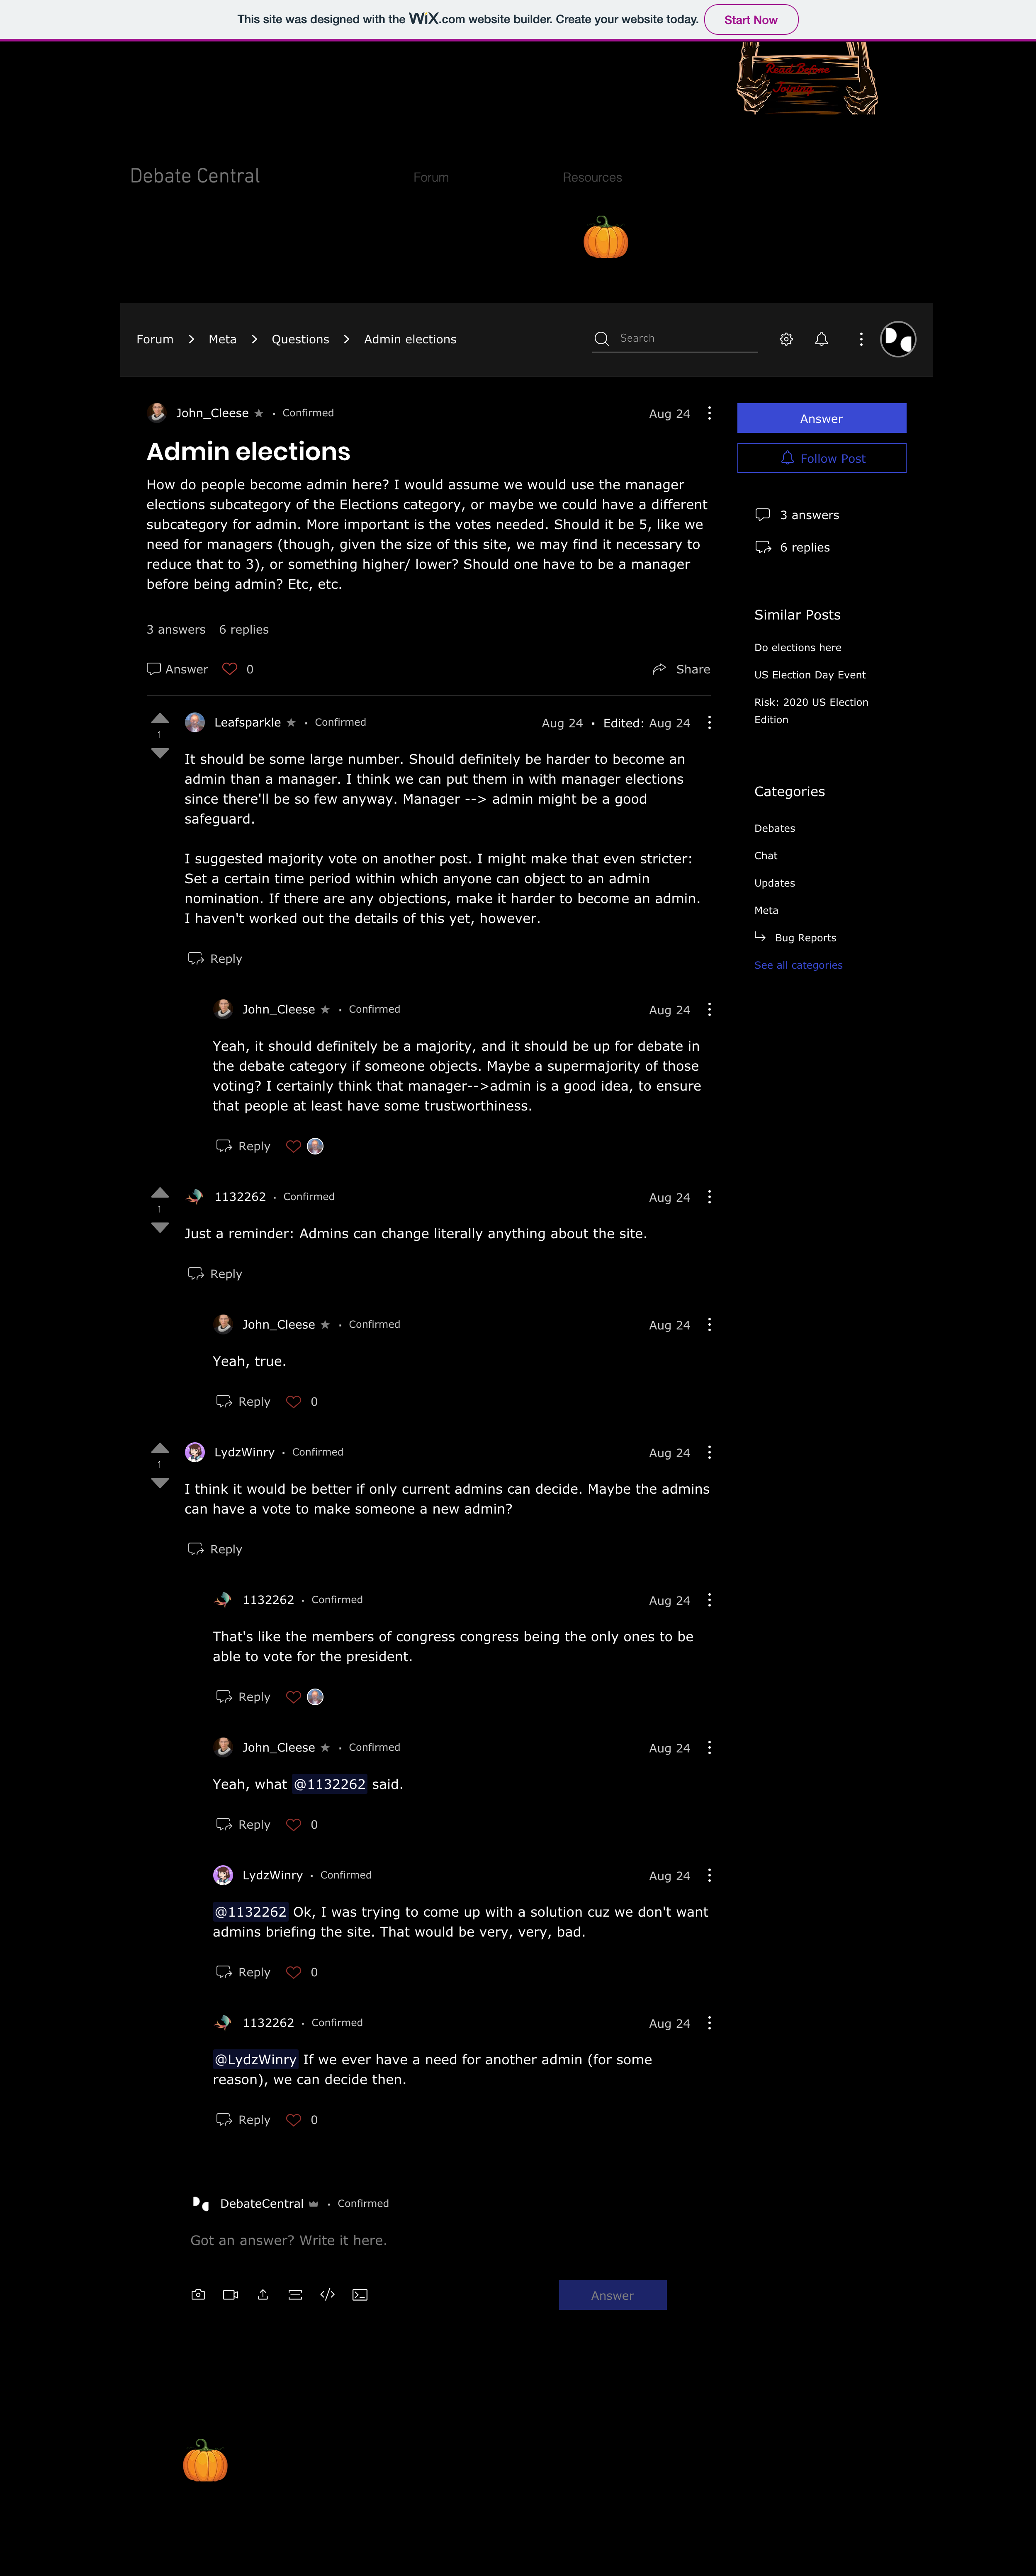 This site was designed with the WiX.com website builder. Create your website today. Start Now
Read Before
Joining
Debate Central Forum Resources
Forum > Meta > Questions > Admin elections Search
John_Cleese • Confirmed Aug 24
Admin elections
How do people become admin here? I would assume we would use the manager
elections subcategory of the Elections category, or maybe we could have a different
subcategory for admin. More important is the votes needed. Should it be 5, like we
need for managers (though, given the size of this site, we may find it necessary to
reduce that to 3), or something higher/ lower? Should one have to be a manager
before being admin? Etc, etc.
3 answers 6 replies
Answer 0 Share
Answer
Follow Post
3 answers
6 replies
Similar Posts
Do elections here
US Election Day Event
Risk: 2020 US Election
Edition
Categories
Debates
Chat
Updates
Meta
Bug Reports
See all categories
1
Leafsparkle • Confirmed Aug 24 • Edited: Aug 24
It should be some large number. Should definitely be harder to become an
admin than a manager. I think we can put them in with manager elections
since there'll be so few anyway. Manager --> admin might be a good
safeguard.
I suggested majority vote on another post. I might make that even stricter:
Set a certain time period within which anyone can object to an admin
nomination. If there are any objections, make it harder to become an admin.
I haven't worked out the details of this yet, however.
Reply
John_Cleese • Confirmed Aug 24
Yeah, it should definitely be a majority, and it should be up for debate in
the debate category if someone objects. Maybe a supermajority of those
voting? I certainly think that manager-->admin is a good idea, to ensure
that people at least have some trustworthiness.
Reply
1
1132262 • Confirmed Aug 24
Just a reminder: Admins can change literally anything about the site.
Reply
John_Cleese • Confirmed Aug 24
Yeah, true.
Reply 0
1
LydzWinry • Confirmed Aug 24
I think it would be better if only current admins can decide. Maybe the admins
can have a vote to make someone a new admin?
Reply
1132262 • Confirmed Aug 24
That's like the members of congress congress being the only ones to be
able to vote for the president.
Reply
John_Cleese • Confirmed Aug 24
Yeah, what @1132262 said.
Reply 0
LydzWinry • Confirmed Aug 24
@1132262 Ok, I was trying to come up with a solution cuz we don't want
admins briefing the site. That would be very, very, bad.
Reply 0
1132262 • Confirmed Aug 24
@LydzWinry If we ever have a need for another admin (for some
reason), we can decide then.
Reply 0
DebateCentral • Confirmed
Got an answer? Write it here.
Answer